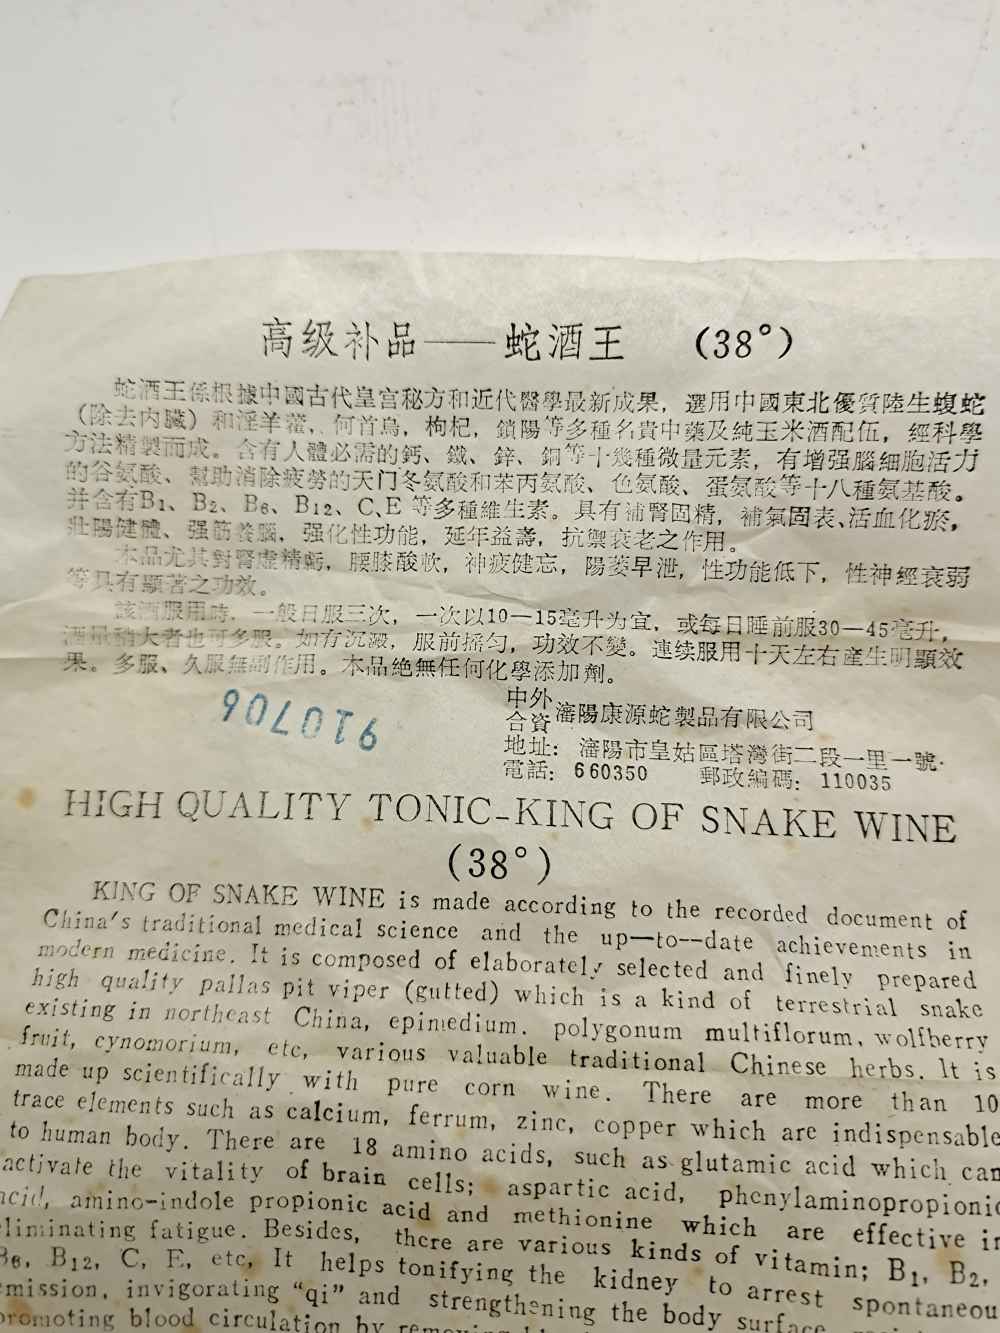 高级补品——蛇酒王 (38°)
蛇酒王係根據中國古代皇宫秘方和近代醫學最新成果，選用中國東北優質陸生蝮蛇
（除去内臟）和淫羊藿、何首烏，枸杞，鎖陽等多種名貴中藥及純玉米酒配伍，經科學
方法精製而成。含有人體必需的鈣、鐵、鋅、銅等十幾種微量元素，有增强腦細胞活力
的谷氨酸、幫助消除疲勞的天门冬氨酸和苯丙氨酸、色氨酸、蛋氨酸等十八種氨基酸。
并含有B₁、B₂、B₆、B₁₂、C,E等多種維生素。具有補腎固精，補氣固表、活血化瘀，
壯陽健體、强筋養腦，强化性功能，延年益壽，抗禦衰老之作用。
本品尤其對腎虚精虧，腰膝酸軟，神疲健忘，陽萎早泄，性功能低下，性神經衰弱
等具有顯著之功效。
該酒服用時，一般日服三次，一次以10—15毫升为宜，或每日睡前服30—45毫升，
酒量稍大者也可多服。如有沉澱，服前摇匀，功效不變。連续服用十天左右產生明顯效
果。多服、久服無副作用。本品絶無任何化學添加劑。
中外合資瀋陽康源蛇製品有限公司
地址：瀋陽市皇姑區塔灣街二段一里一號.
電話：660350 郵政編碼：110035
910706
HIGH QUALITY TONIC-KING OF SNAKE WINE
(38°)
KING OF SNAKE WINE is made according to the recorded document of
China's traditional medical science and the up—to--date achievements in
modern medicine. It is composed of elaborately selected and finely prepared
high quality pallas pit viper (gutted) which is a kind of terrestrial snake
existing in northeast China, epimedium. polygonum multiflorum, wolfberry
fruit, cynomorium, etc, various valuable traditional Chinese herbs. It is
made up scientifically with pure corn wine. There are more than 10
trace elements such as calcium, ferrum, zinc, copper which are indispensable
to human body. There are 18 amino acids, such as glutamic acid which can
activate the vitality of brain cells; aspartic acid, phenylaminopropionic
acid, amino-indole propionic acid and methionine which are effective in
eliminating fatigue. Besides, there are various kinds of vitamin; B₁, B₂,
B₆, B₁₂, C, E, etc, It helps tonifying the kidney to arrest spontaneou
emission, invigorating "qi" and strengthening the body surface
promoting blood circulation by